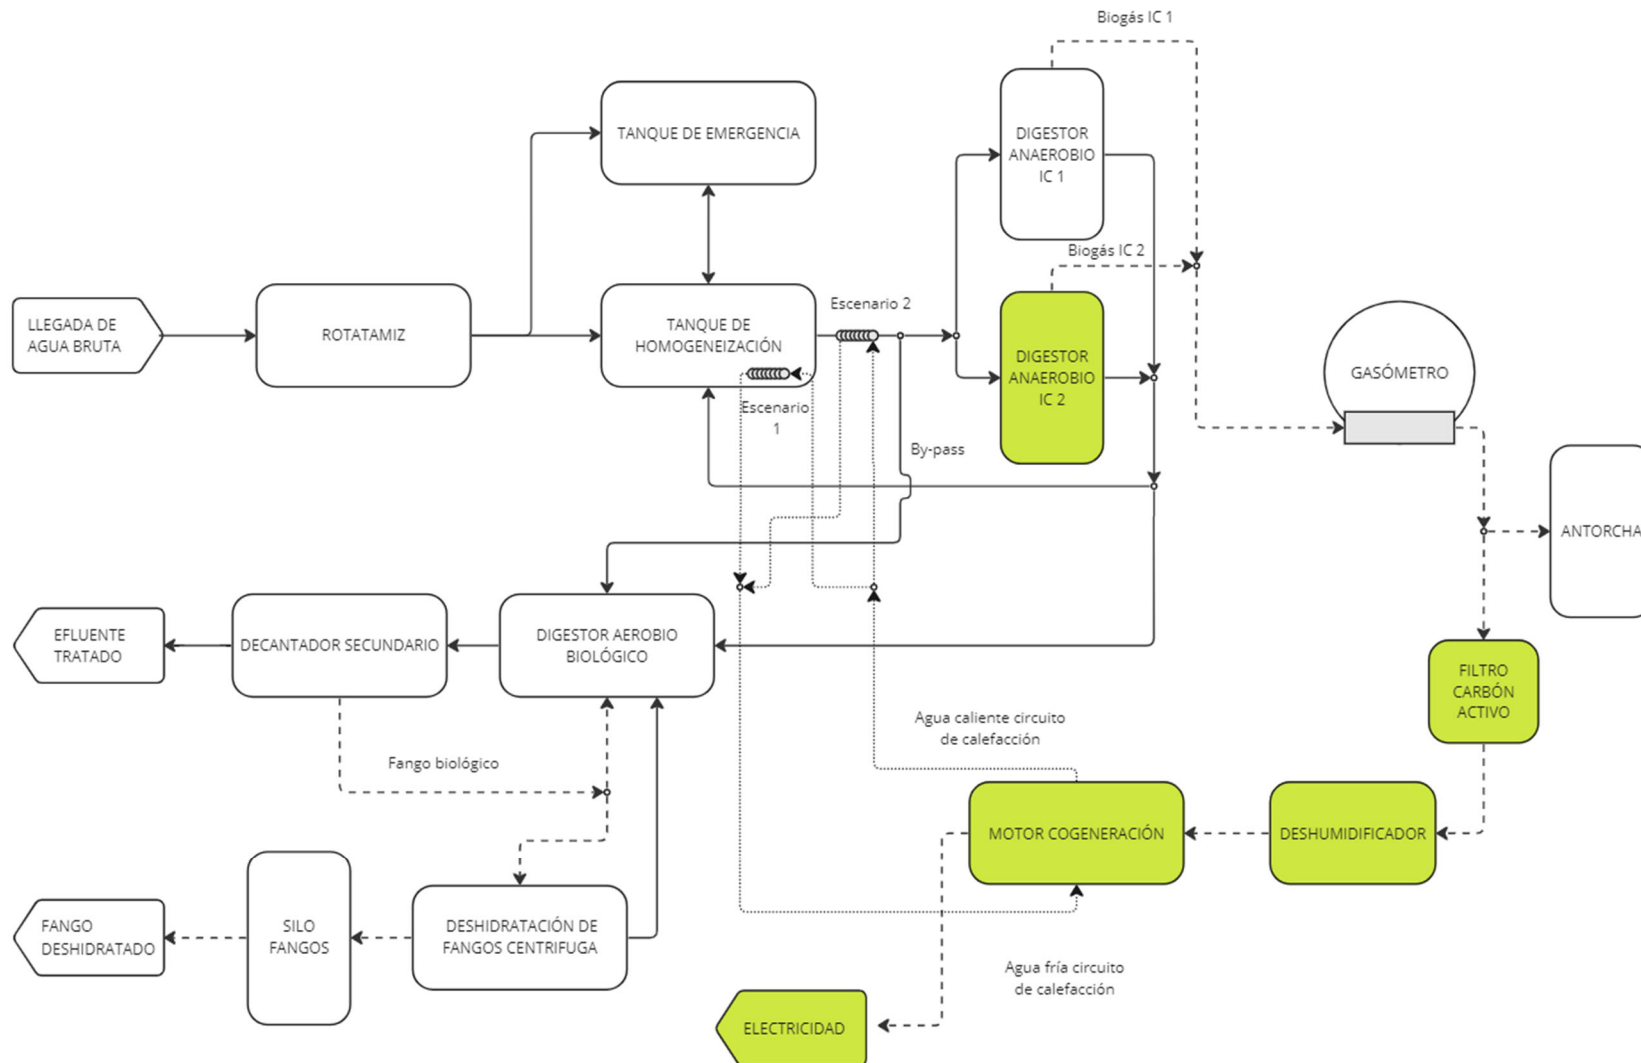 Biogás IC 1
TANQUE DE EMERGENCIA
DIGESTOR
ANAEROBIO
IC 1
Biogás IC 2
LLEGADA DE
AGUA BRUTA
ROTATAMIZ
TANQUE DE
HOMOGENEIZACIÓN
Escenario 2
Escenario
1
DIGESTOR
ANAEROBIO
IC 2
GASÓMETRO
By-pass
ANTORCHA
EFLUENTE
TRATADO
DECANTADOR SECUNDARIO
DIGESTOR AEROBIO
BIOLÓGICO
FILTRO
CARBÓN
ACTIVO
Agua caliente circuito
de calefacción
Fango biológico
MOTOR COGENERACIÓN
DESHUMIDIFICADOR
FANGO
DESHIDRATADO
SILO
FANGOS
DESHIDRATACIÓN DE
FANGOS CENTRIFUGA
Agua fría circuito
de calefacción
ELECTRICIDAD